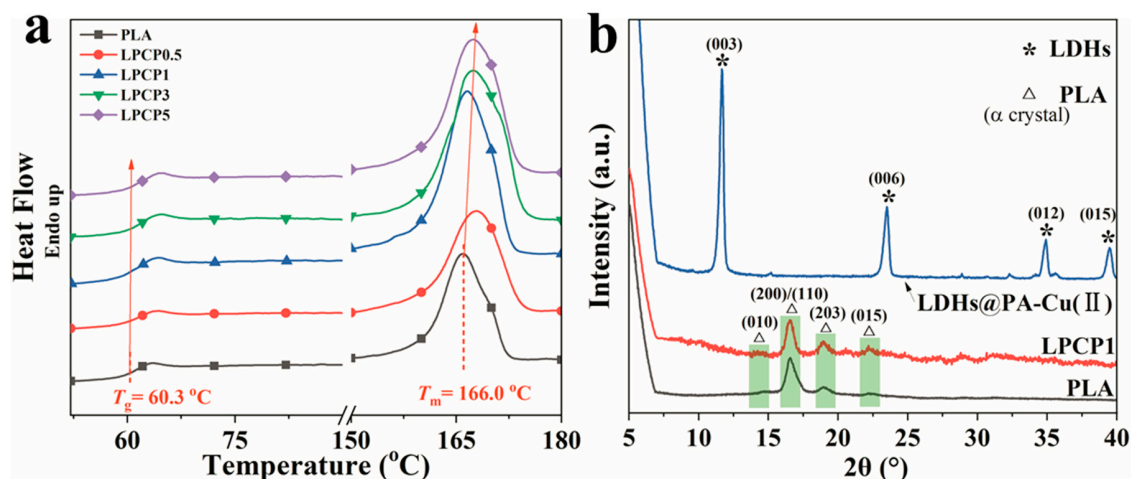 a
PLA
LPCP0.5
LPCP1
LPCP3
LPCP5
Heat Flow
Endo up
Tg= 60.3 °C
Tm= 166.0 °C
60 75 150 165 180
Temperature (°C)
b
(003)
* LDHs
△ PLA
(α crystal)
(006)
(012) (015)
LDHs@PA-Cu(Ⅱ)
(200)/(110)
(010) (203) (015)
LPCP1
PLA
Intensity (a.u.)
5 10 15 20 25 30 35 40
2θ (°)